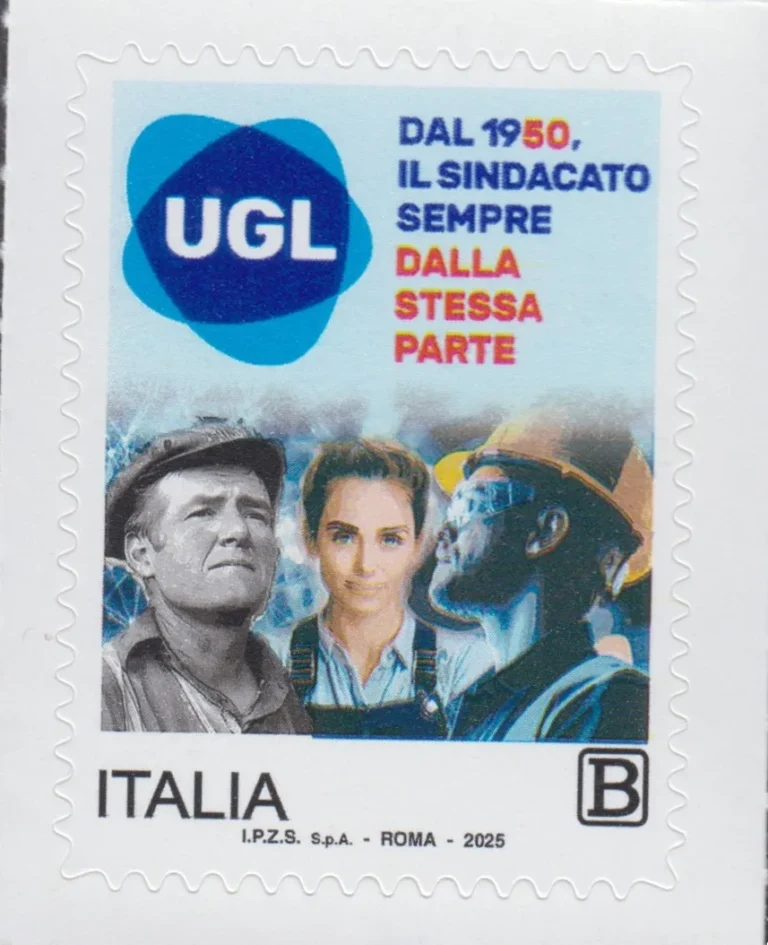 UGL
DAL 1950,
IL SINDACATO
SEMPRE
DALLA
STESSA
PARTE
ITALIA
B
I.P.Z.S. S.p.A. - ROMA - 2025